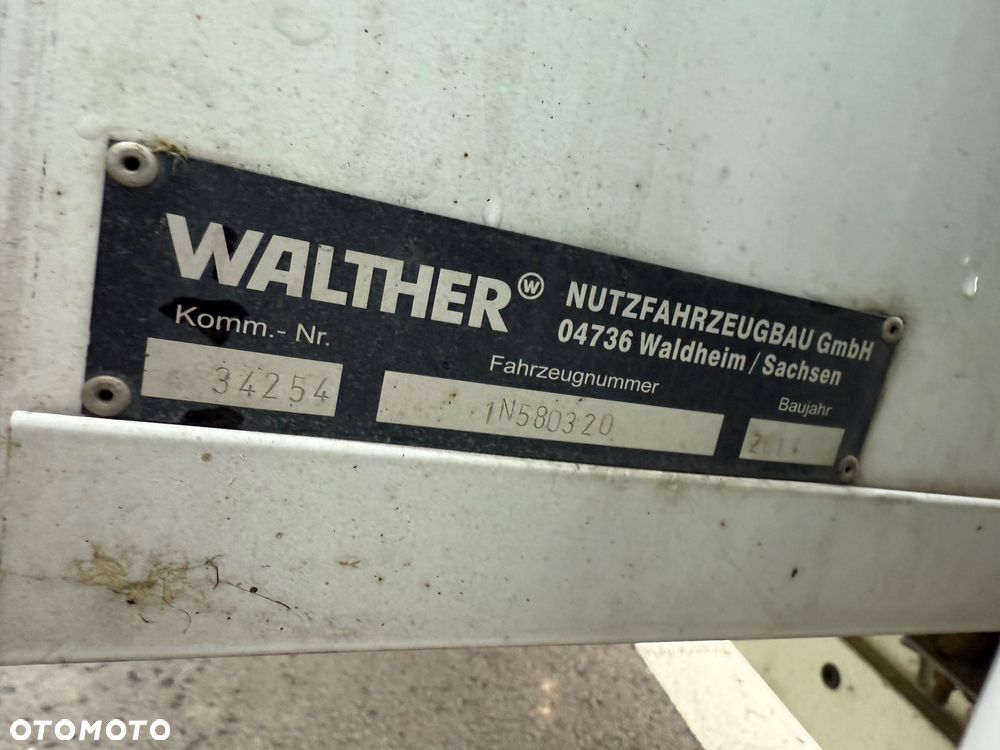 WALTHER
NUTZFAHRZEUGBAU GmbH
04736 Waldheim / Sachsen
Komm.- Nr.
34254
Fahrzeugnummer
1N580320
Baujahr
OTOMOTO